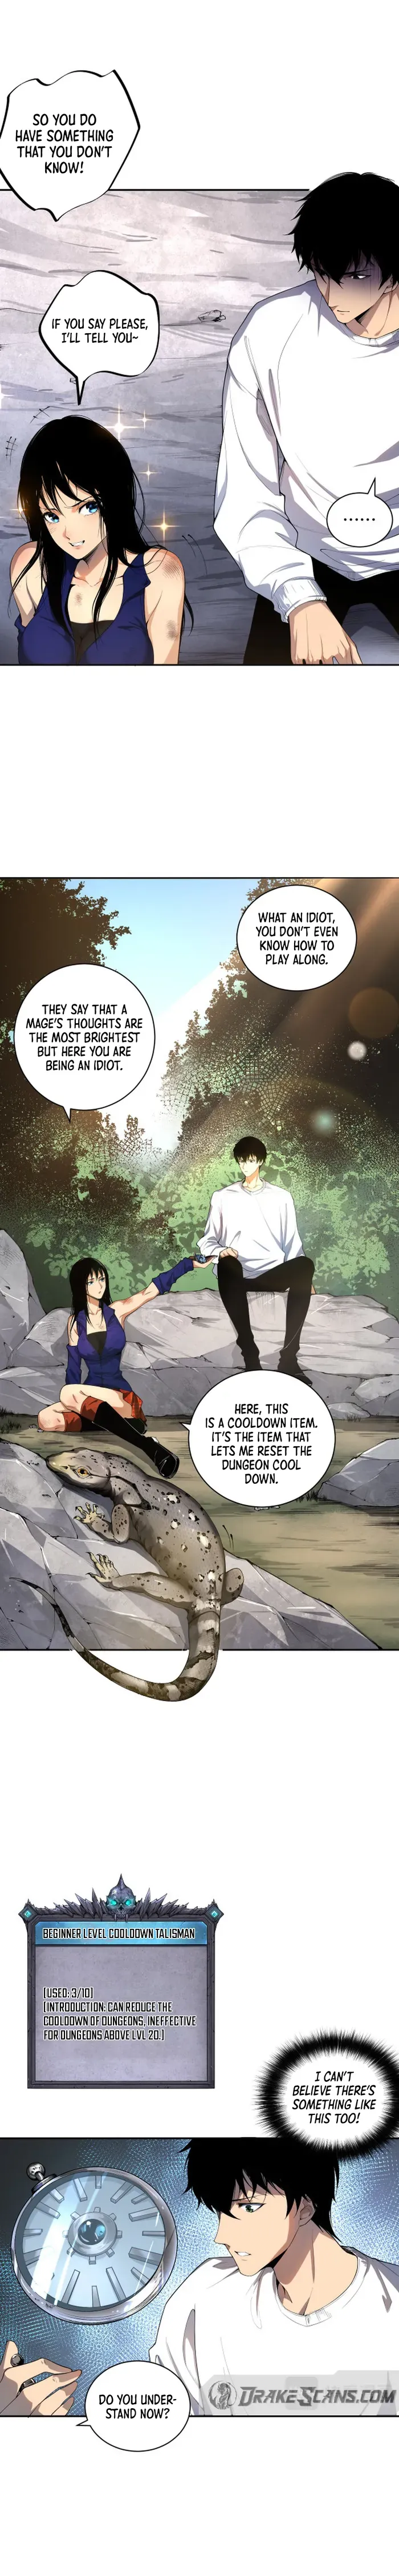 SO YOU DO
HAVE SOMETHING
THAT YOU DON'T
KNOW!
IF YOU SAY PLEASE,
I'LL TELL YOU~
......
WHAT AN IDIOT,
YOU DON'T EVEN
KNOW HOW TO
PLAY ALONG.
THEY SAY THAT A
MAGE'S THOUGHTS ARE
THE MOST BRIGHTEST
BUT HERE YOU ARE
BEING AN IDIOT.
HERE, THIS
IS A COOLDOWN ITEM.
IT'S THE ITEM THAT
LETS ME RESET THE
DUNGEON COOL
DOWN.
BEGINNER LEVEL COOLDOWN TALISMAN
[USED: 3/10]
[INTRODUCTION: CAN REDUCE THE
COOLDOWN OF DUNGEONS, INEFFECTIVE
FOR DUNGEONS ABOVE LVL 20.]
I CAN'T
BELIEVE THERE'S
SOMETHING LIKE
THIS TOO!
DO YOU UNDER-
STAND NOW?
DRAKESCANS.COM